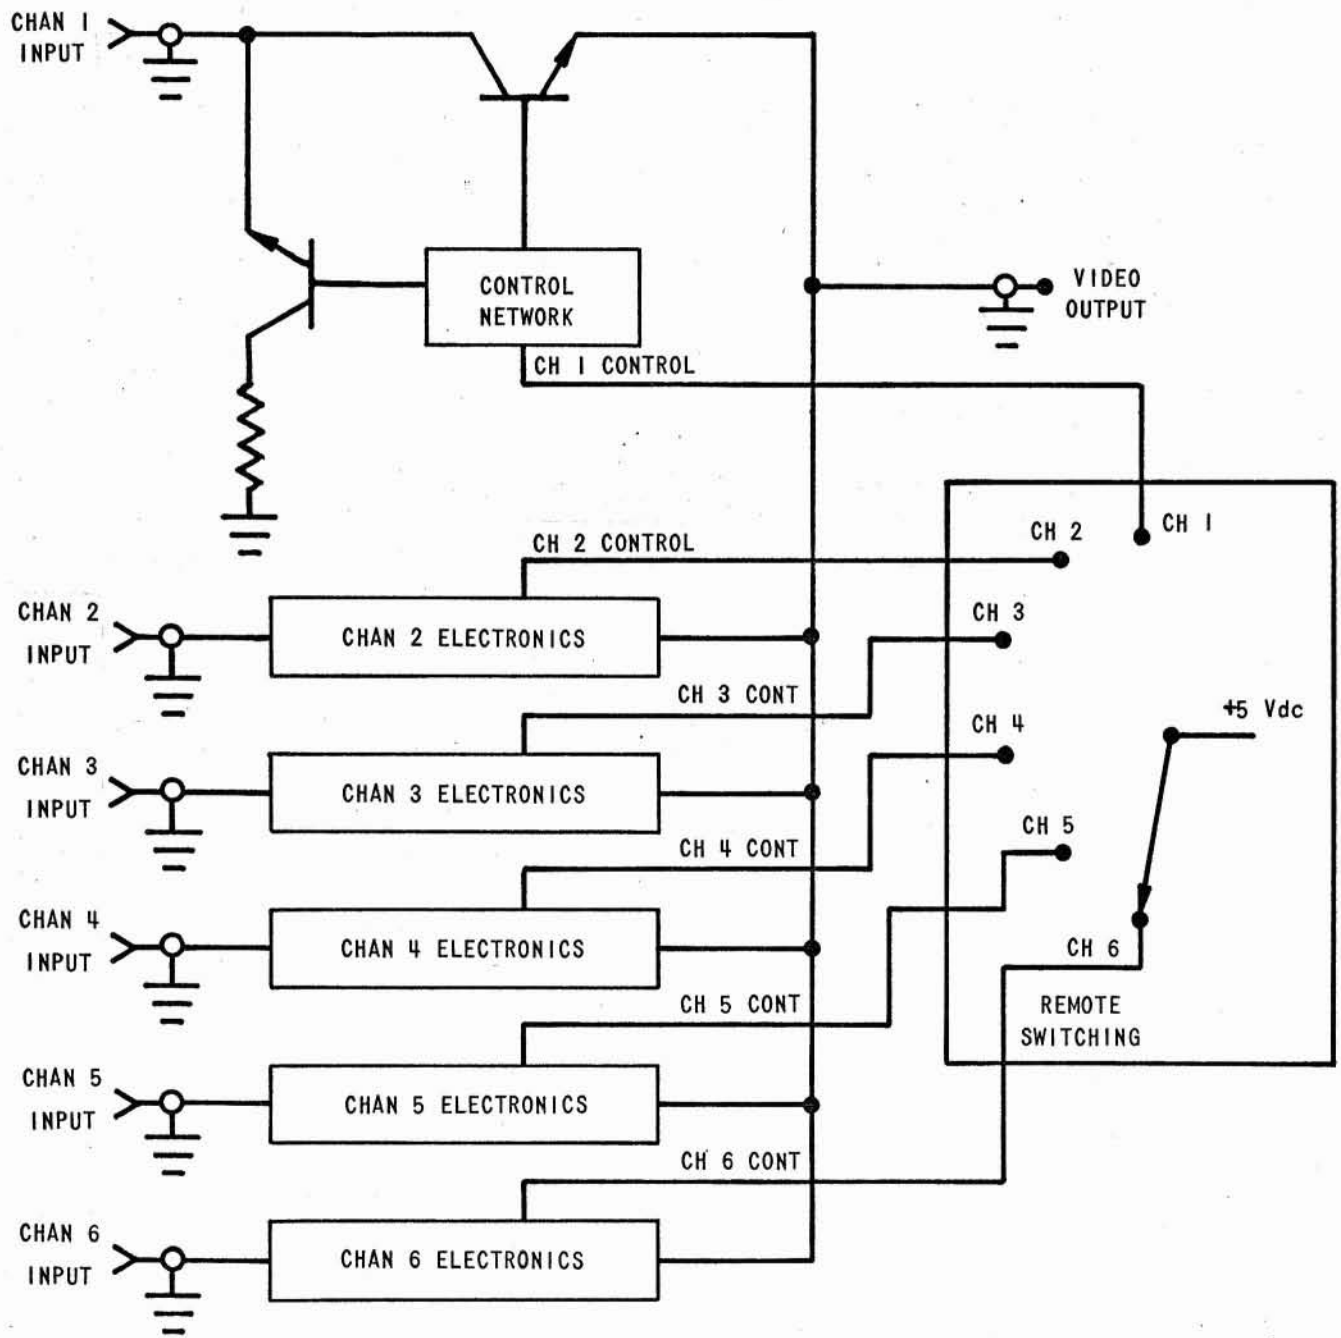 CHAN 1
INPUT
CONTROL
NETWORK
VIDEO
OUTPUT
CH 1 CONTROL
CH 1
CH 2
CH 2 CONTROL
CHAN 2
INPUT
CHAN 2 ELECTRONICS
CH 3
CH 3 CONT
CH 4
+5 Vdc
CHAN 3
INPUT
CHAN 3 ELECTRONICS
CH 5
CH 4 CONT
CHAN 4
INPUT
CHAN 4 ELECTRONICS
CH 6
CH 5 CONT
REMOTE
SWITCHING
CHAN 5
INPUT
CHAN 5 ELECTRONICS
CH 6 CONT
CHAN 6
INPUT
CHAN 6 ELECTRONICS